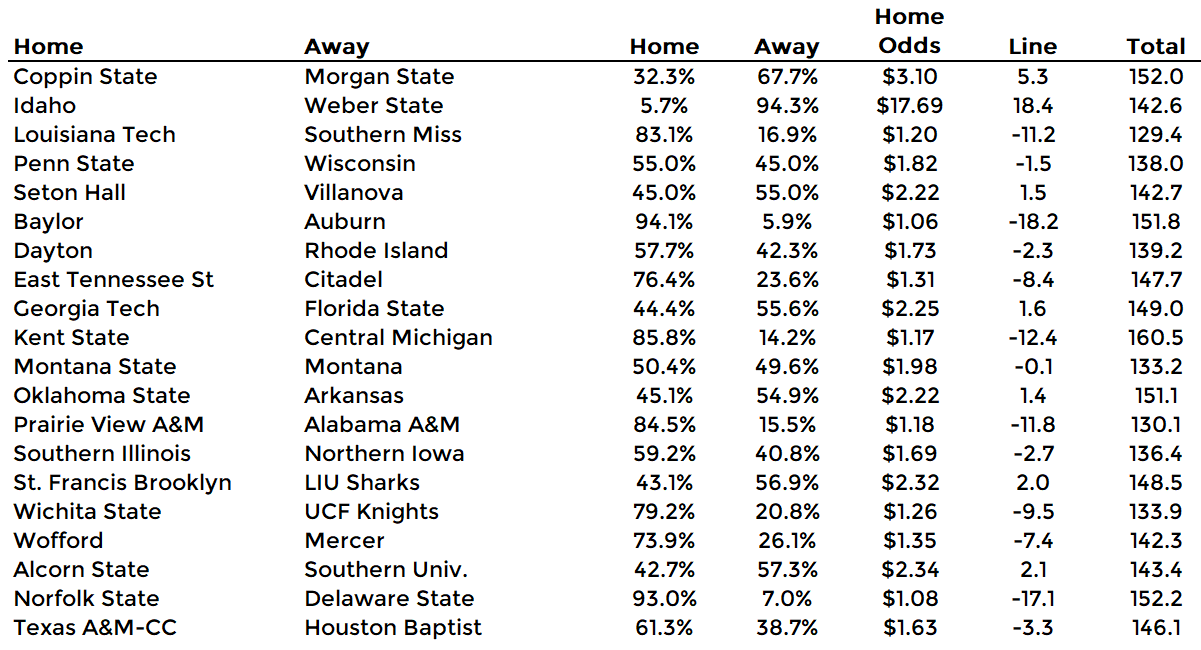 Home Away Home Away Home Odds Line Total
Coppin State Morgan State 32.3% 67.7% $3.10 5.3 152.0
Idaho Weber State 5.7% 94.3% $17.69 18.4 142.6
Louisiana Tech Southern Miss 83.1% 16.9% $1.20 -11.2 129.4
Penn State Wisconsin 55.0% 45.0% $1.82 -1.5 138.0
Seton Hall Villanova 45.0% 55.0% $2.22 1.5 142.7
Baylor Auburn 94.1% 5.9% $1.06 -18.2 151.8
Dayton Rhode Island 57.7% 42.3% $1.73 -2.3 139.2
East Tennessee St Citadel 76.4% 23.6% $1.31 -8.4 147.7
Georgia Tech Florida State 44.4% 55.6% $2.25 1.6 149.0
Kent State Central Michigan 85.8% 14.2% $1.17 -12.4 160.5
Montana State Montana 50.4% 49.6% $1.98 -0.1 133.2
Oklahoma State Arkansas 45.1% 54.9% $2.22 1.4 151.1
Prairie View A&M Alabama A&M 84.5% 15.5% $1.18 -11.8 130.1
Southern Illinois Northern Iowa 59.2% 40.8% $1.69 -2.7 136.4
St. Francis Brooklyn LIU Sharks 43.1% 56.9% $2.32 2.0 148.5
Wichita State UCF Knights 79.2% 20.8% $1.26 -9.5 133.9
Wofford Mercer 73.9% 26.1% $1.35 -7.4 142.3
Alcorn State Southern Univ. 42.7% 57.3% $2.34 2.1 143.4
Norfolk State Delaware State 93.0% 7.0% $1.08 -17.1 152.2
Texas A&M-CC Houston Baptist 61.3% 38.7% $1.63 -3.3 146.1